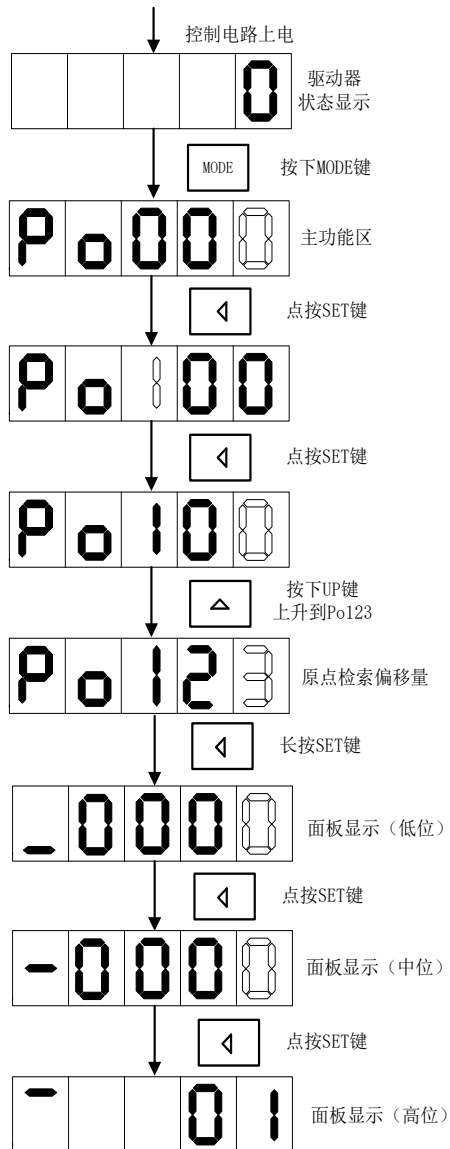 控制电路上电
0
驱动器
状态显示
MODE
按下MODE键
Po000
主功能区
点按SET键
Po100
点按SET键
Po100
按下UP键
上升到Po123
Po123
原点检索偏移量
长按SET键
_0000
面板显示（低位）
点按SET键
-0000
面板显示（中位）
点按SET键
‾ 01
面板显示（高位）